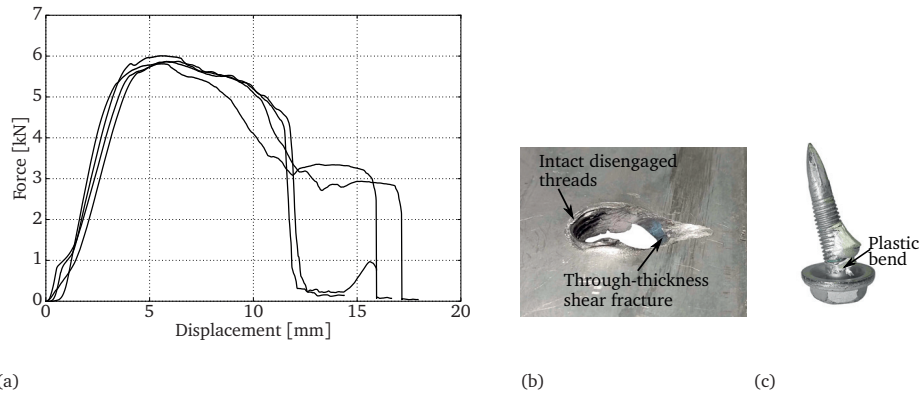 7
6
5
4
3
2
1
0
Force [kN]
0 5 10 15 20
Displacement [mm]
Intact disengaged
threads
Through-thickness
shear fracture
Plastic
bend
(a) (b) (c)